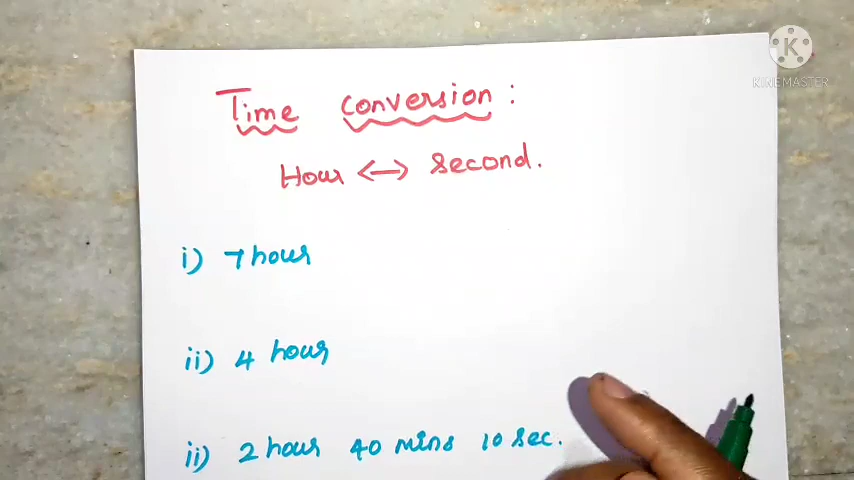 K
KINEMASTER
Time conversion :
Hour <-> second.
i) 7 hour
ii) 4 hour
ii) 2 hour 40 mins 10 sec.